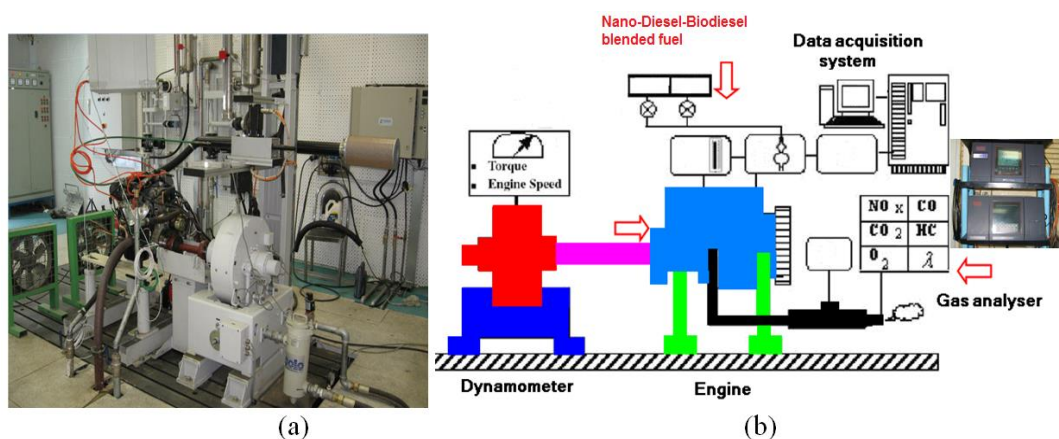 Nano-Diesel-Biodiesel
blended fuel
Data acquisition
system
Torque
Engine Speed
NO x CO
CO 2 HC
O 2 λ
Gas analyser
Dynamometer
Engine
(a)
(b)